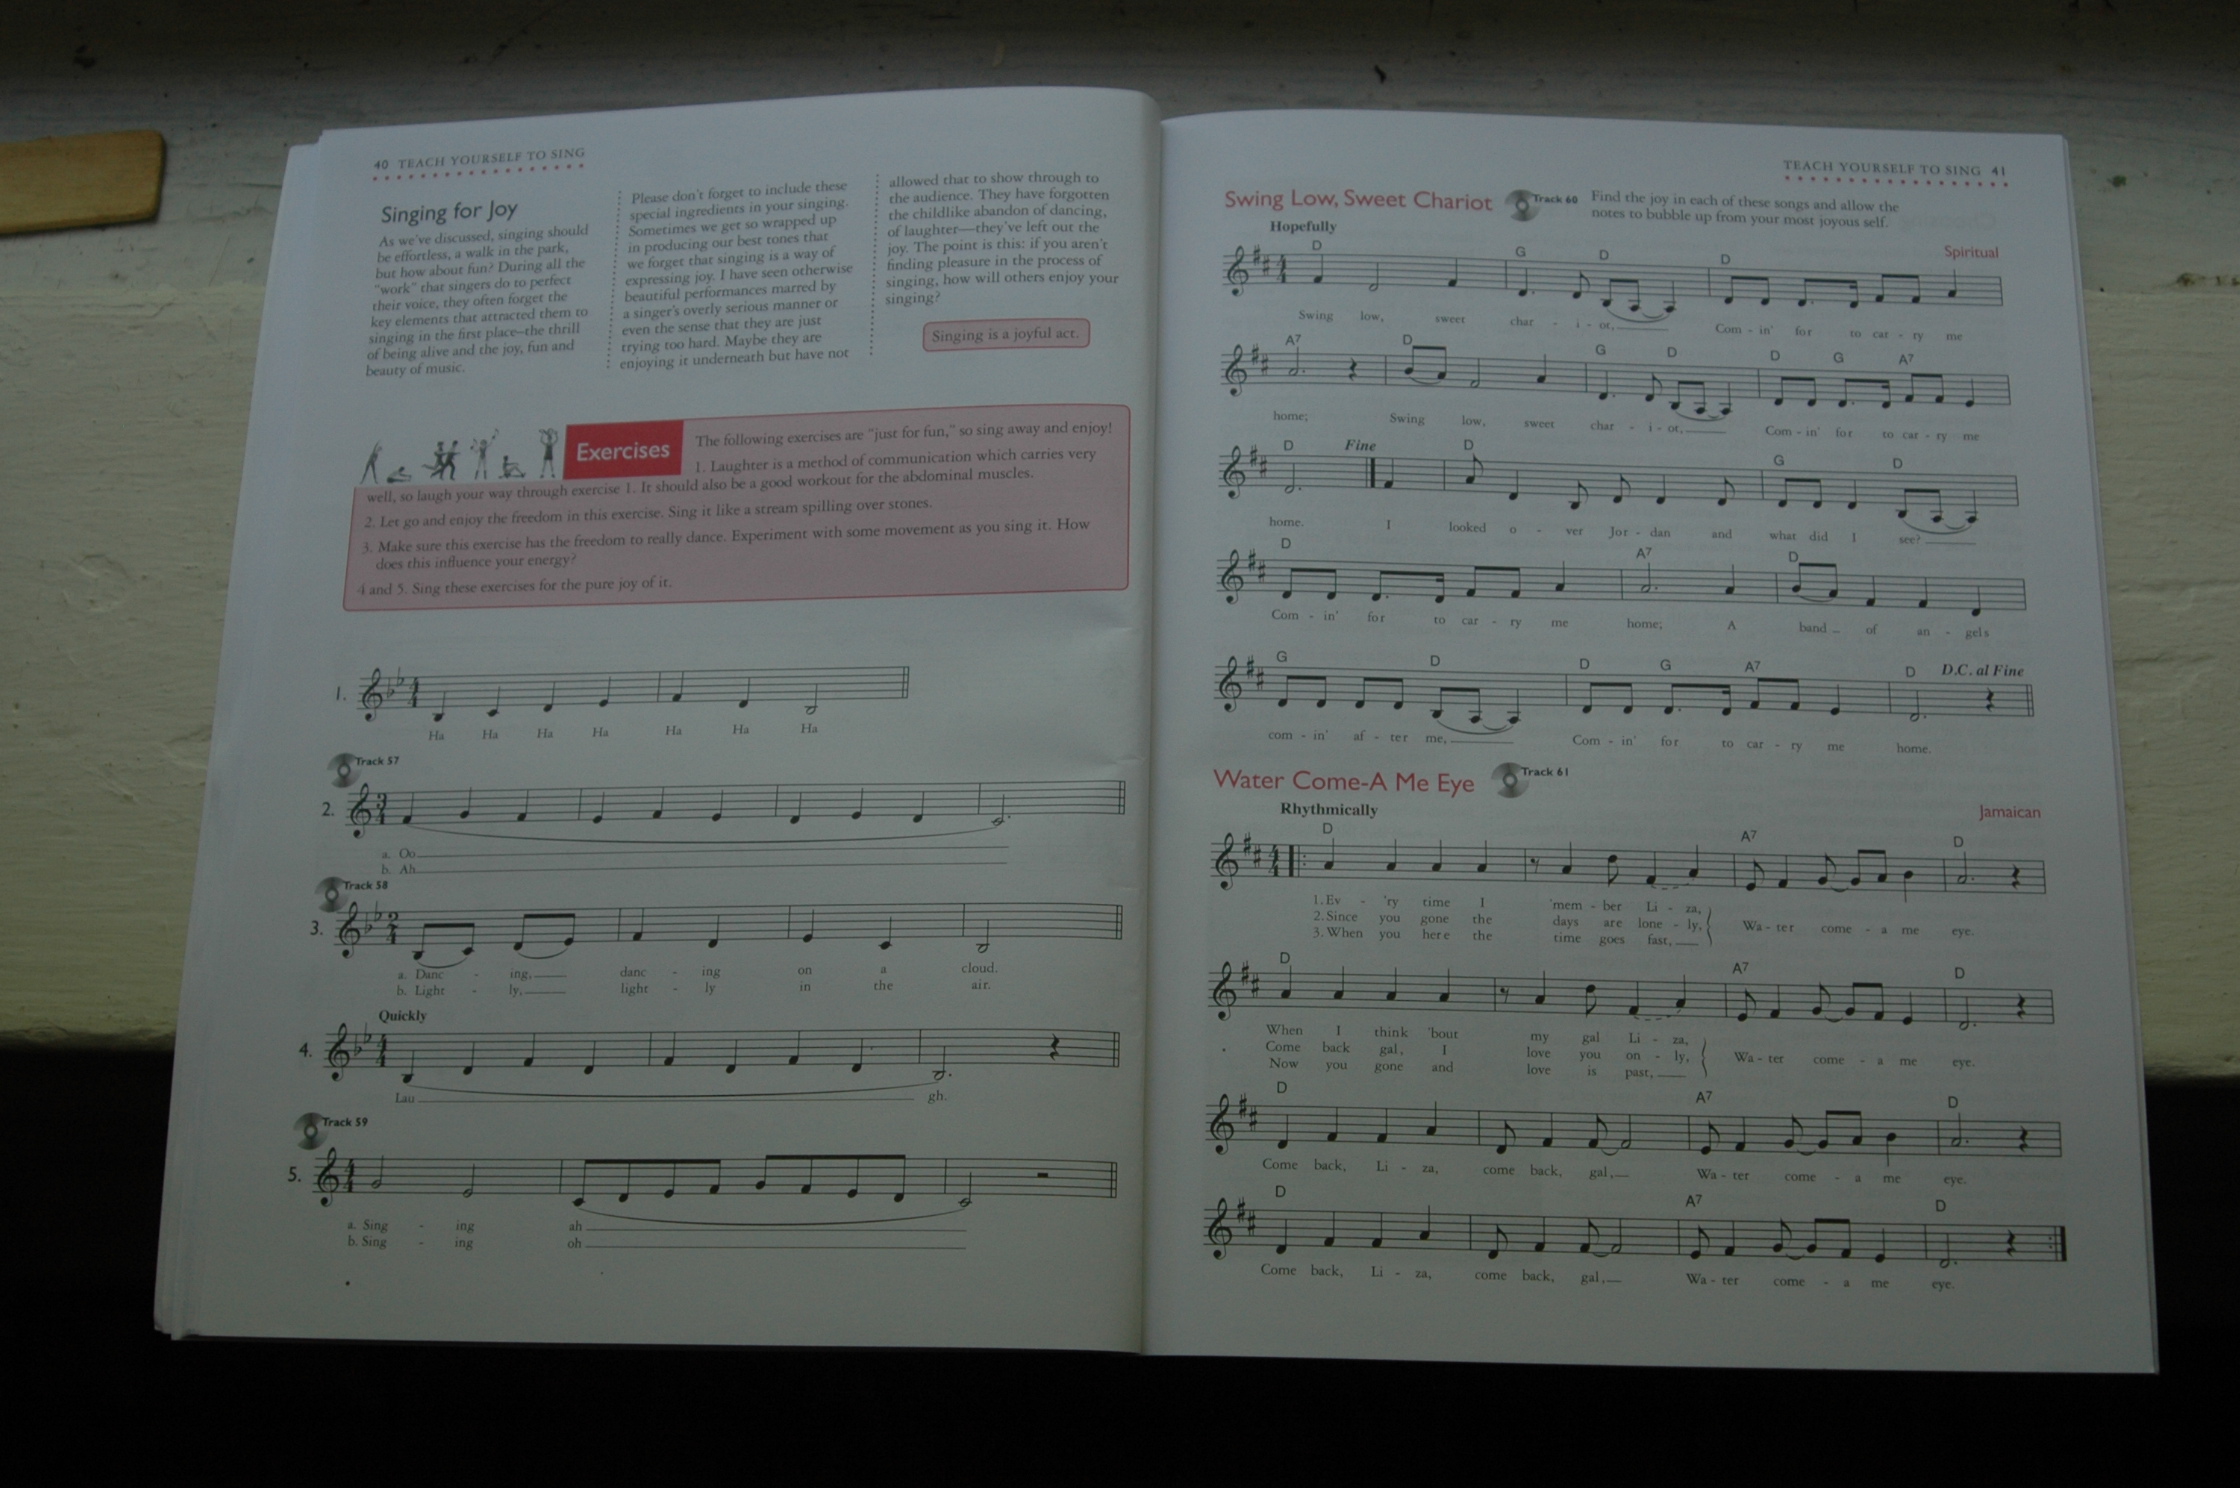 40 TEACH YOURSELF TO SING
Singing for Joy
As we've discussed, singing should
be effortless, a walk in the park,
but how about fun? During all the
"work" that singers do to perfect
their voice, they often forget the
key elements that attracted them to
singing in the first place–the thrill
of being alive and the joy, fun and
beauty of music.
Please don't forget to include these
special ingredients in your singing.
Sometimes we get so wrapped up
in producing our best tones that
we forget that singing is a way of
expressing joy. I have seen otherwise
beautiful performances marred by
a singer's overly serious manner or
even the sense that they are just
trying too hard. Maybe they are
enjoying it underneath but have not
allowed that to show through to
the audience. They have forgotten
the childlike abandon of dancing,
of laughter—they've left out the
joy. The point is this: if you aren't
finding pleasure in the process of
singing, how will others enjoy your
singing?
Singing is a joyful act.
Exercises
The following exercises are "just for fun," so sing away and enjoy!
1. Laughter is a method of communication which carries very
well, so laugh your way through exercise 1. It should also be a good workout for the abdominal muscles.
2. Let go and enjoy the freedom in this exercise. Sing it like a stream spilling over stones.
3. Make sure this exercise has the freedom to really dance. Experiment with some movement as you sing it. How
does this influence your energy?
4 and 5. Sing these exercises for the pure joy of it.
1.
4 4
Ha Ha Ha Ha Ha Ha Ha
Track 57
2.
3 4
a. Oo
b. Ah
Track 58
3.
2 4
a. Danc - ing, danc - ing on a cloud.
b. Light - ly, light - ly in the air.
Quickly
4.
4 4
Lau gh.
Track 59
5.
4 4
a. Sing - ing ah
b. Sing - ing oh
TEACH YOURSELF TO SING 41
Swing Low, Sweet Chariot
Track 60
Find the joy in each of these songs and allow the
notes to bubble up from your most joyous self.
Hopefully
Spiritual
D G D D
4 4
Swing low, sweet char - i - ot, Com - in' for to car - ry me
A7 D G D D G A7
home; Swing low, sweet char - i - ot, Com - in' for to car - ry me
D Fine D G D
home. I looked o - ver Jor - dan and what did I see?
D A7 D
Com - in' for to car - ry me home; A band of an - gels
G D D G A7 D D.C. al Fine
com - in' af - ter me, Com - in' for to car - ry me home.
Water Come-A Me Eye
Track 61
Rhythmically
Jamaican
D A7 D
4 4
1. Ev - 'ry time I 'mem - ber Li - za,
2. Since you gone the days are lone - ly, Wa - ter come - a me eye.
3. When you here the time goes fast,
D A7 D
When I think 'bout my gal Li - za,
Come back gal, I love you on - ly, Wa - ter come - a me eye.
Now you gone and love is past,
D A7 D
Come back, Li - za, come back, gal, Wa - ter come - a me eye.
D A7 D
Come back, Li - za, come back, gal, Wa - ter come - a me eye.